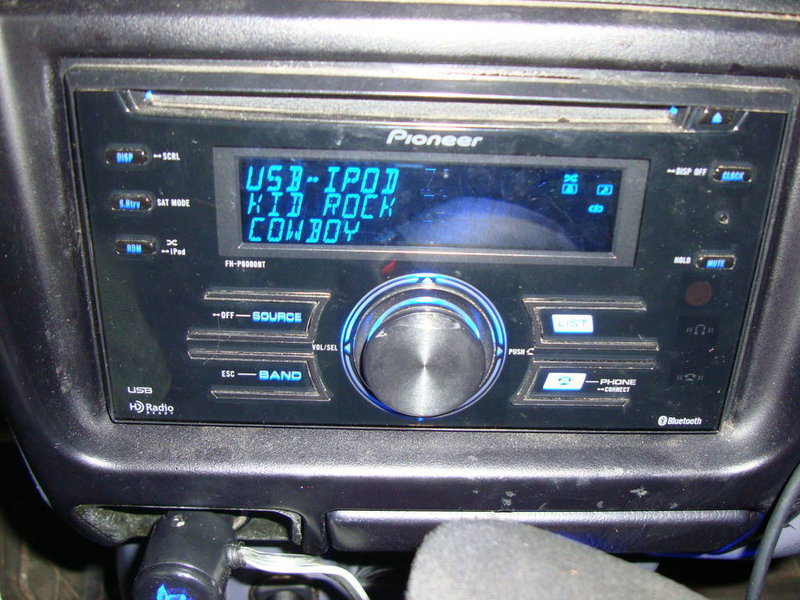 Pioneer
DISP SCRL
DISP OFF CLOCK
USB-IPOD
KID ROCK
COWBOY
S.Rtrv SAT MODE
RDM iPod
HOLD MUTE
FH-P8000BT
OFF SOURCE
LIST
VOL/SEL
PUSH
ESC BAND
PHONE
CONNECT
USB
HD Radio
READY
Bluetooth